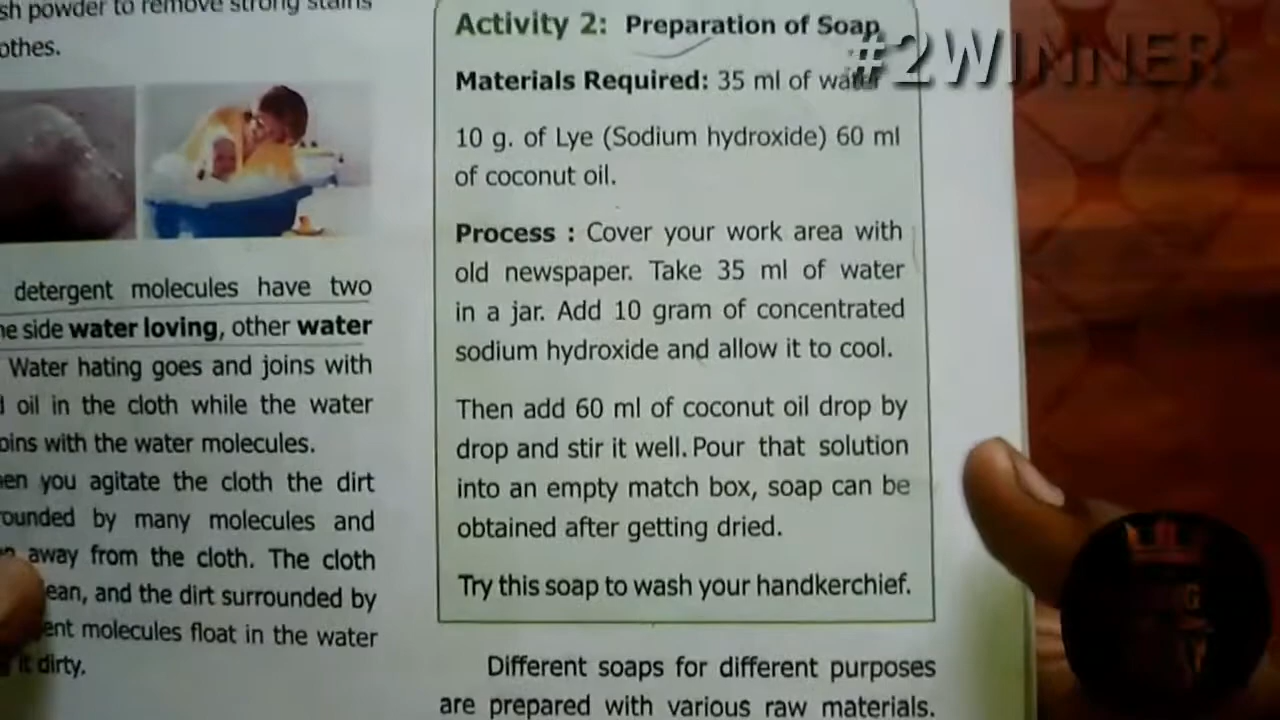 sh powder to remove strong stains
othes.
detergent molecules have two
side water loving, other water
Water hating goes and joins with
oil in the cloth while the water
oins with the water molecules.
en you agitate the cloth the dirt
ounded by many molecules and
away from the cloth. The cloth
ean, and the dirt surrounded by
ent molecules float in the water
it dirty.
Activity 2: Preparation of Soap
Materials Required: 35 ml of water
10 g. of Lye (Sodium hydroxide) 60 ml
of coconut oil.
Process : Cover your work area with
old newspaper. Take 35 ml of water
in a jar. Add 10 gram of concentrated
sodium hydroxide and allow it to cool.
Then add 60 ml of coconut oil drop by
drop and stir it well. Pour that solution
into an empty match box, soap can be
obtained after getting dried.
Try this soap to wash your handkerchief.
Different soaps for different purposes
are prepared with various raw materials.
#2WINNER